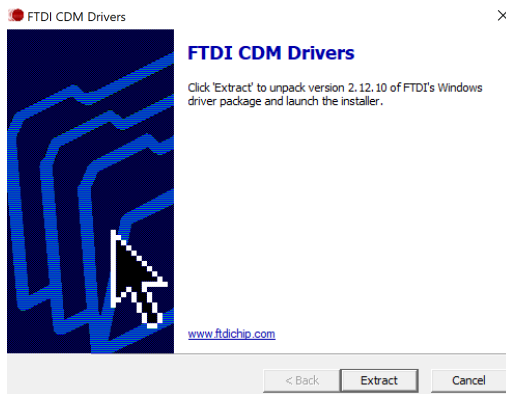 FTDI CDM Drivers
FTDI CDM Drivers
Click 'Extract' to unpack version 2.12.10 of FTDI's Windows
driver package and launch the installer.
www.ftdichip.com
< Back
Extract
Cancel